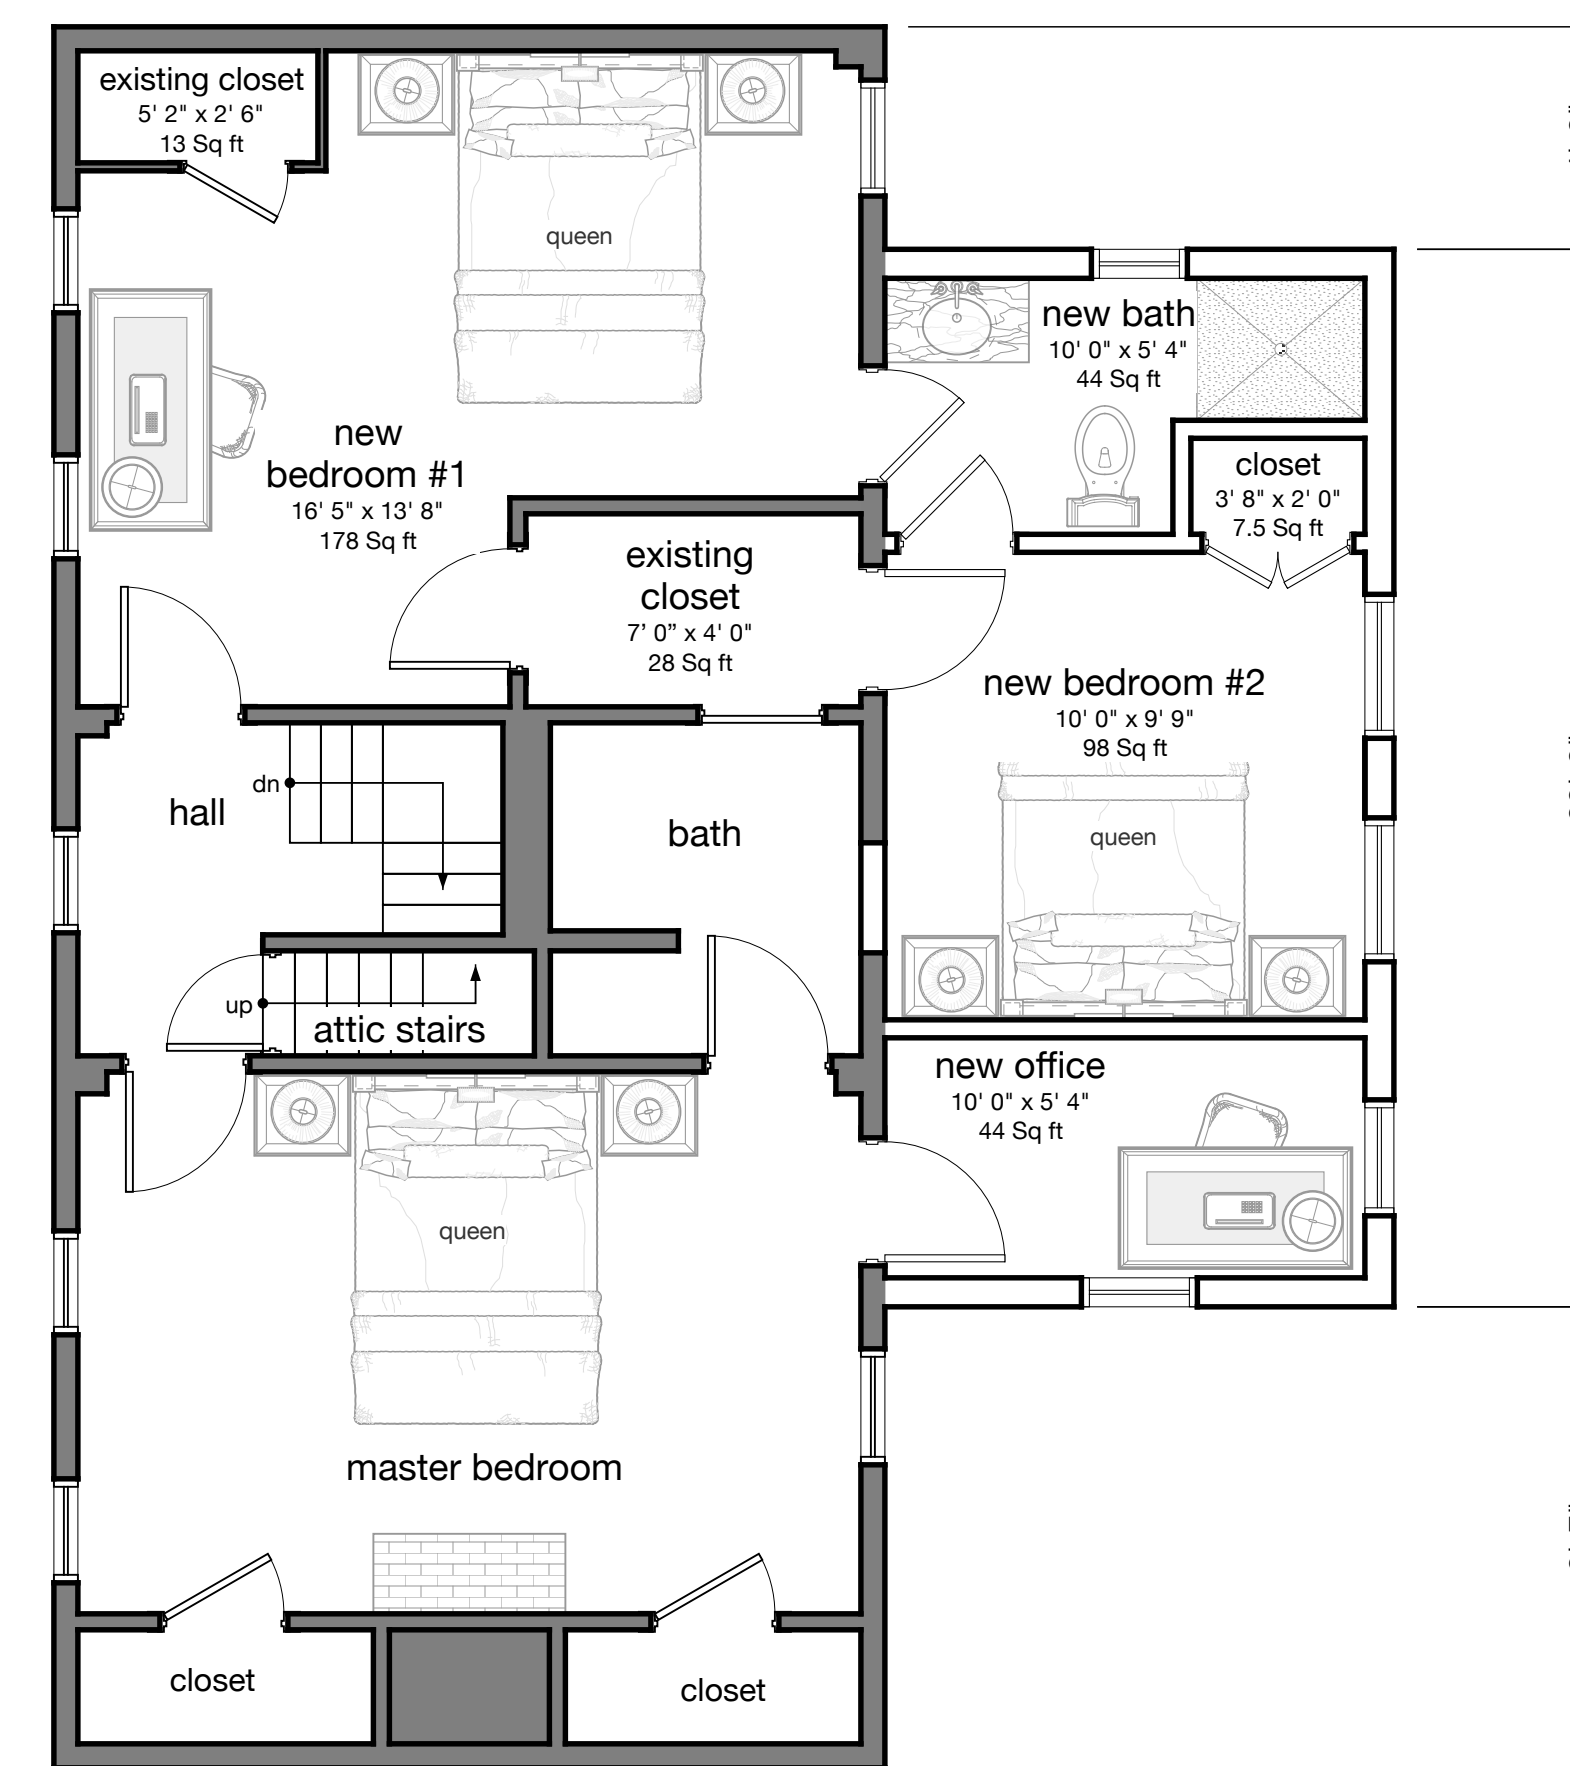 existing closet
5' 2" x 2' 6"
13 Sq ft
queen
new bath
10' 0" x 5' 4"
44 Sq ft
new
bedroom #1
16' 5" x 13' 8"
178 Sq ft
closet
3' 8" x 2' 0"
7.5 Sq ft
existing
closet
7’ 0” x 4' 0"
28 Sq ft
new bedroom #2
10' 0" x 9' 9"
98 Sq ft
queen
dn
hall
bath
up
attic stairs
new office
10' 0" x 5' 4"
44 Sq ft
queen
master bedroom
closet
closet